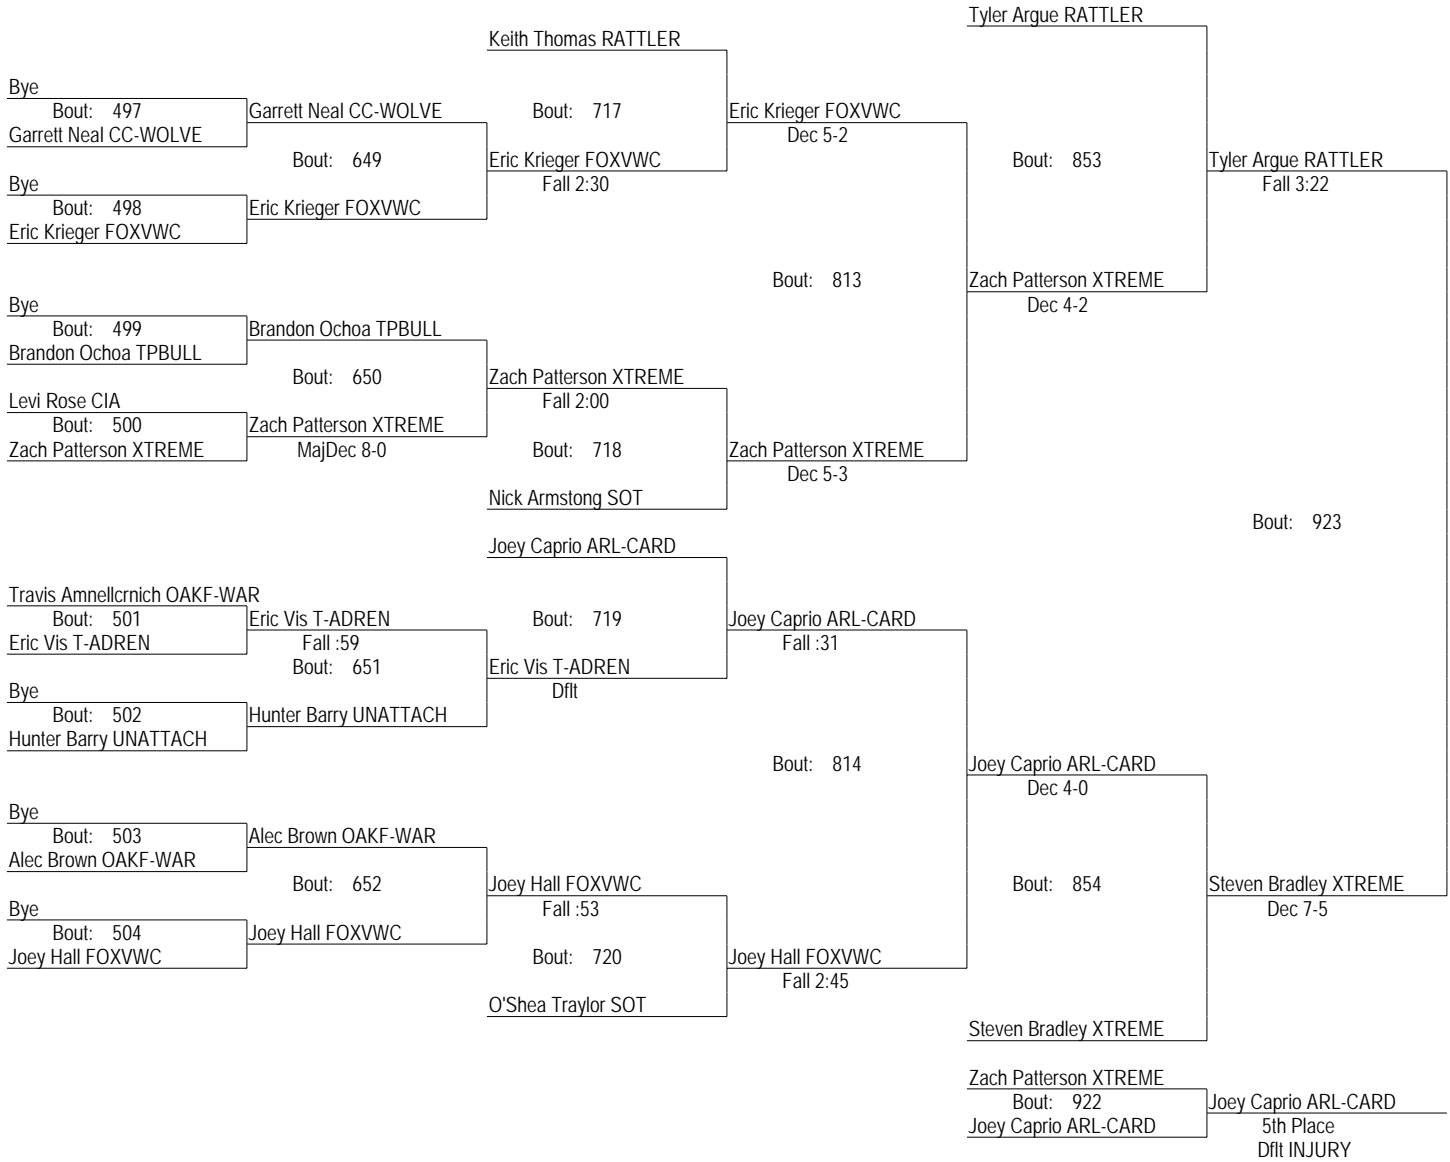 Tyler Argue RATTLER
Keith Thomas RATTLER
Bye
Bout: 497
Garrett Neal CC-WOLVE
Bout: 717
Eric Krieger FOXVWC
Garrett Neal CC-WOLVE
Dec 5-2
Bout: 649
Eric Krieger FOXVWC
Bout: 853
Tyler Argue RATTLER
Bye
Fall 2:30
Fall 3:22
Bout: 498
Eric Krieger FOXVWC
Eric Krieger FOXVWC
Bout: 813
Zach Patterson XTREME
Bye
Dec 4-2
Bout: 499
Brandon Ochoa TPBULL
Brandon Ochoa TPBULL
Bout: 650
Zach Patterson XTREME
Levi Rose CIA
Fall 2:00
Bout: 500
Zach Patterson XTREME
Zach Patterson XTREME
MajDec 8-0
Bout: 718
Zach Patterson XTREME
Dec 5-3
Nick Armstong SOT
Bout: 923
Joey Caprio ARL-CARD
Travis Amnellcrnich OAKF-WAR
Bout: 501
Eric Vis T-ADREN
Bout: 719
Joey Caprio ARL-CARD
Eric Vis T-ADREN
Fall :59
Fall :31
Bout: 651
Eric Vis T-ADREN
Bye
Dflt
Bout: 502
Hunter Barry UNATTACH
Hunter Barry UNATTACH
Bout: 814
Joey Caprio ARL-CARD
Dec 4-0
Bye
Bout: 503
Alec Brown OAKF-WAR
Alec Brown OAKF-WAR
Bout: 652
Joey Hall FOXVWC
Bout: 854
Steven Bradley XTREME
Bye
Fall :53
Dec 7-5
Bout: 504
Joey Hall FOXVWC
Joey Hall FOXVWC
Bout: 720
Joey Hall FOXVWC
Fall 2:45
O'Shea Traylor SOT
Steven Bradley XTREME
Zach Patterson XTREME
Bout: 922
Joey Caprio ARL-CARD
Joey Caprio ARL-CARD
5th Place
Dflt INJURY